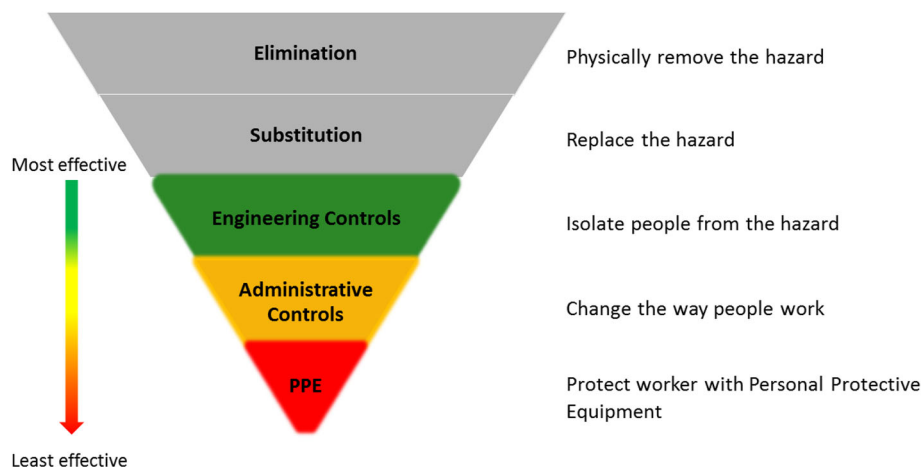 Elimination
Physically remove the hazard
Substitution
Replace the hazard
Most effective
Engineering Controls
Isolate people from the hazard
Administrative
Controls
Change the way people work
PPE
Protect worker with Personal Protective
Equipment
Least effective